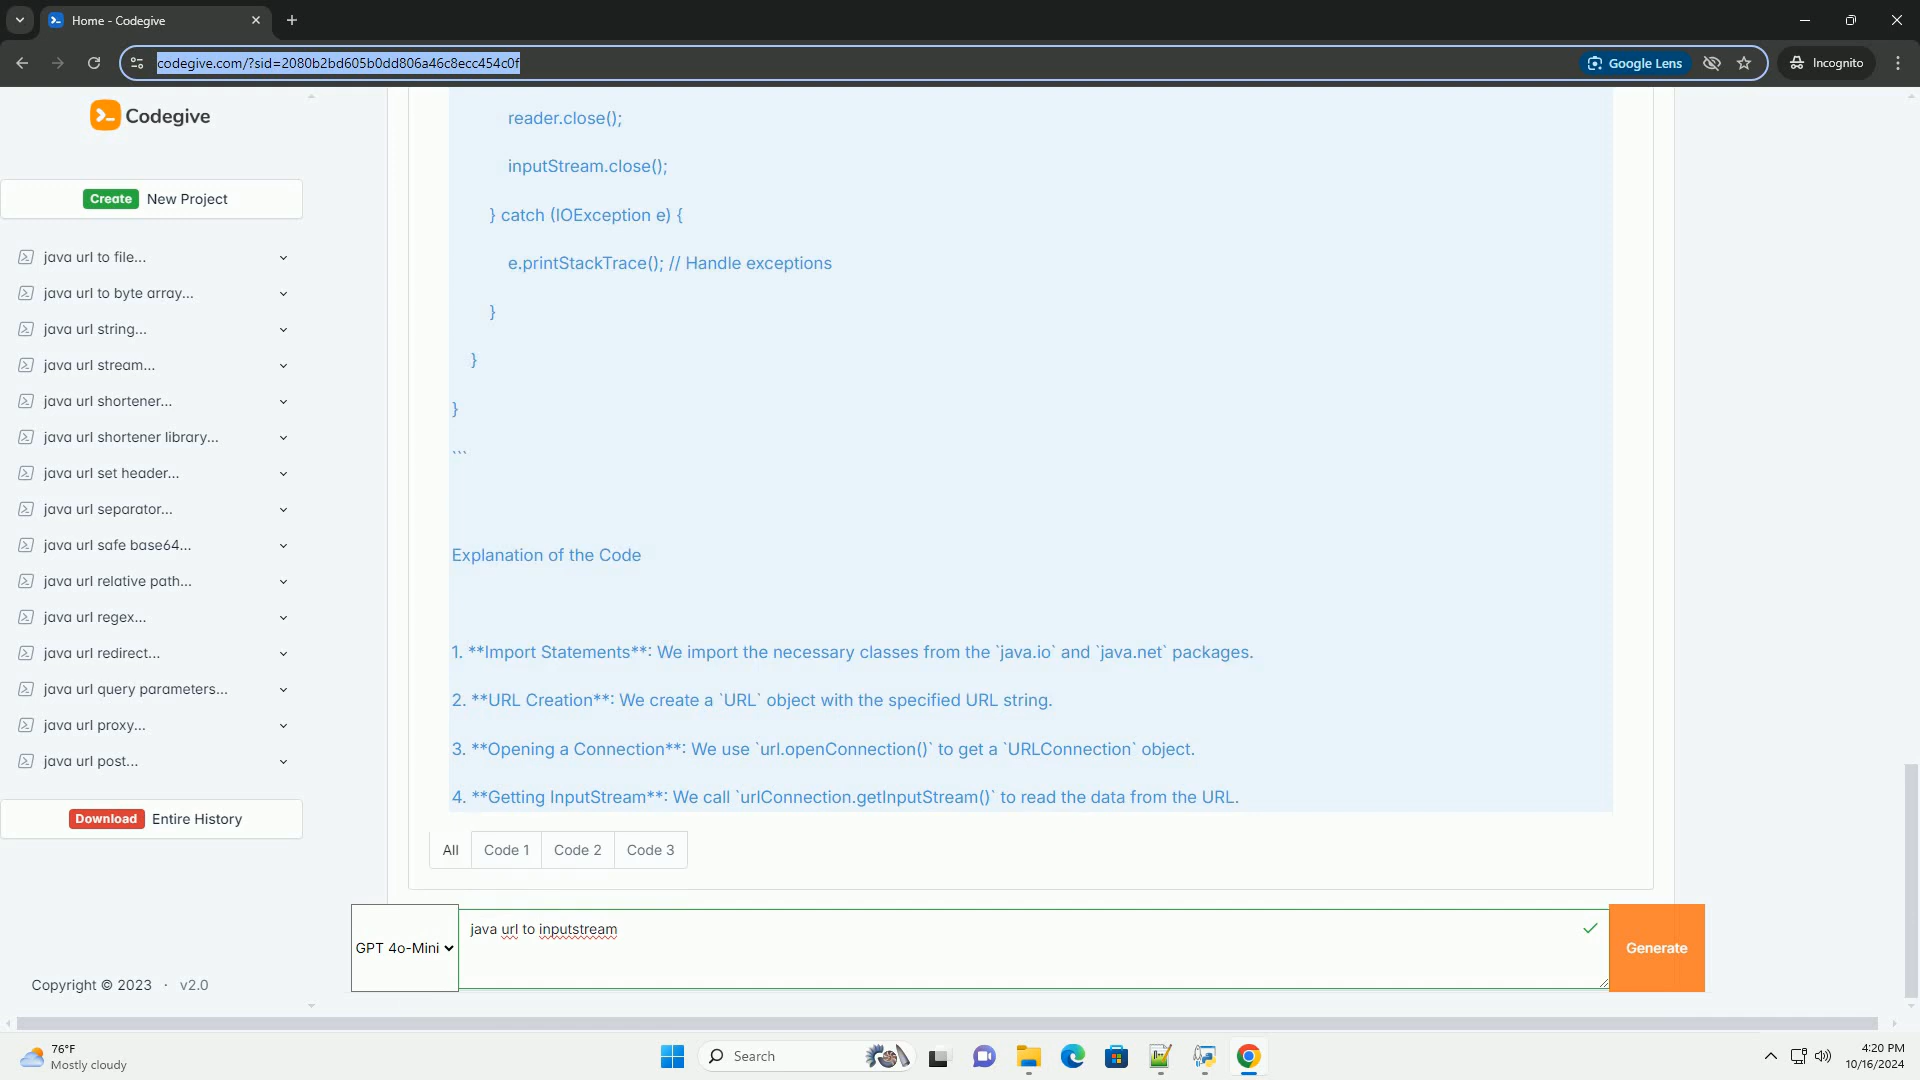 Home - Codegive
codegive.com/?sid=2080b2bd605b0dd806a46c8ecc454c0f
Google Lens
Incognito
Codegive
Create New Project
java url to file...
java url to byte array...
java url string...
java url stream...
java url shortener...
java url shortener library...
java url set header...
java url separator...
java url safe base64...
java url relative path...
java url regex...
java url redirect...
java url query parameters...
java url proxy...
java url post...
Download Entire History
Copyright © 2023 · v2.0
reader.close();
inputStream.close();
} catch (IOException e) {
e.printStackTrace(); // Handle exceptions
}
}
}
```
Explanation of the Code
1. **Import Statements**: We import the necessary classes from the `java.io` and `java.net` packages.
2. **URL Creation**: We create a `URL` object with the specified URL string.
3. **Opening a Connection**: We use `url.openConnection()` to get a `URLConnection` object.
4. **Getting InputStream**: We call `urlConnection.getInputStream()` to read the data from the URL.
All Code 1 Code 2 Code 3
GPT 4o-Mini
java url to inputstream
Generate
76°F
Mostly cloudy
Search
4:20 PM
10/16/2024